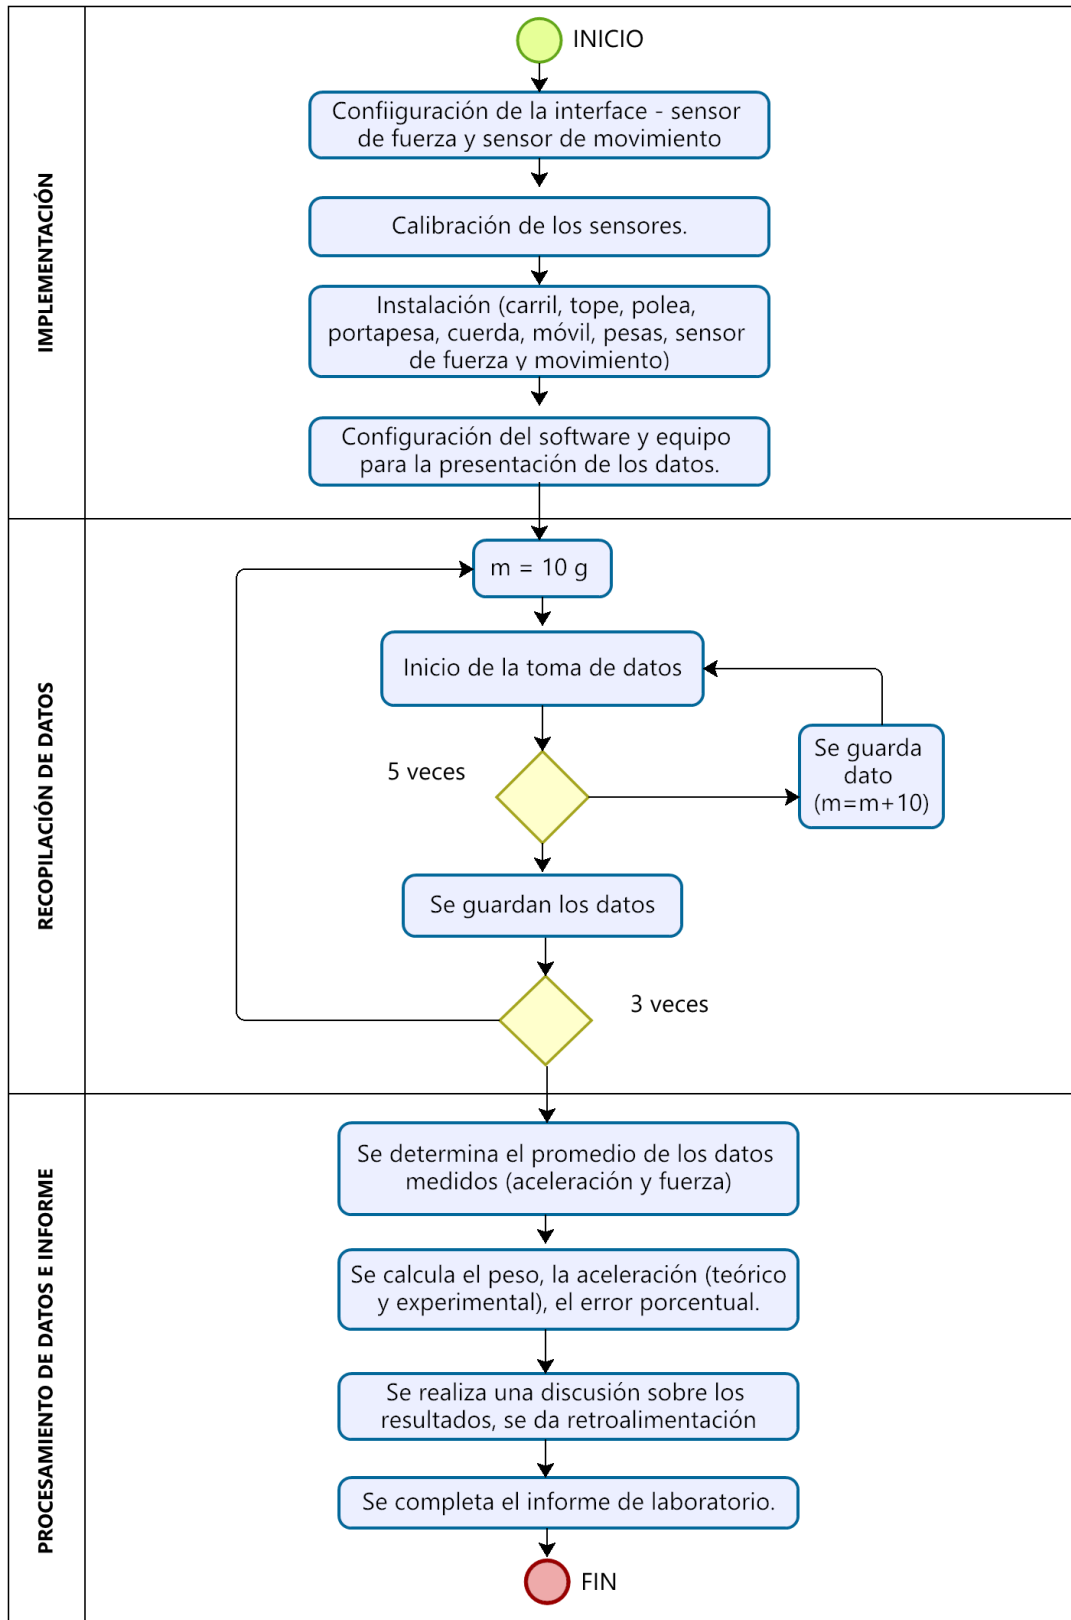 IMPLEMENTACIÓN
INICIO
Confiiguración de la interface - sensor
de fuerza y sensor de movimiento
Calibración de los sensores.
Instalación (carril, tope, polea,
portapesa, cuerda, móvil, pesas, sensor
de fuerza y movimiento)
Configuración del software y equipo
para la presentación de los datos.
RECOPILACIÓN DE DATOS
m = 10 g
Inicio de la toma de datos
5 veces
Se guarda
dato
(m=m+10)
Se guardan los datos
3 veces
PROCESAMIENTO DE DATOS E INFORME
Se determina el promedio de los datos
medidos (aceleración y fuerza)
Se calcula el peso, la aceleración (teórico
y experimental), el error porcentual.
Se realiza una discusión sobre los
resultados, se da retroalimentación
Se completa el informe de laboratorio.
FIN